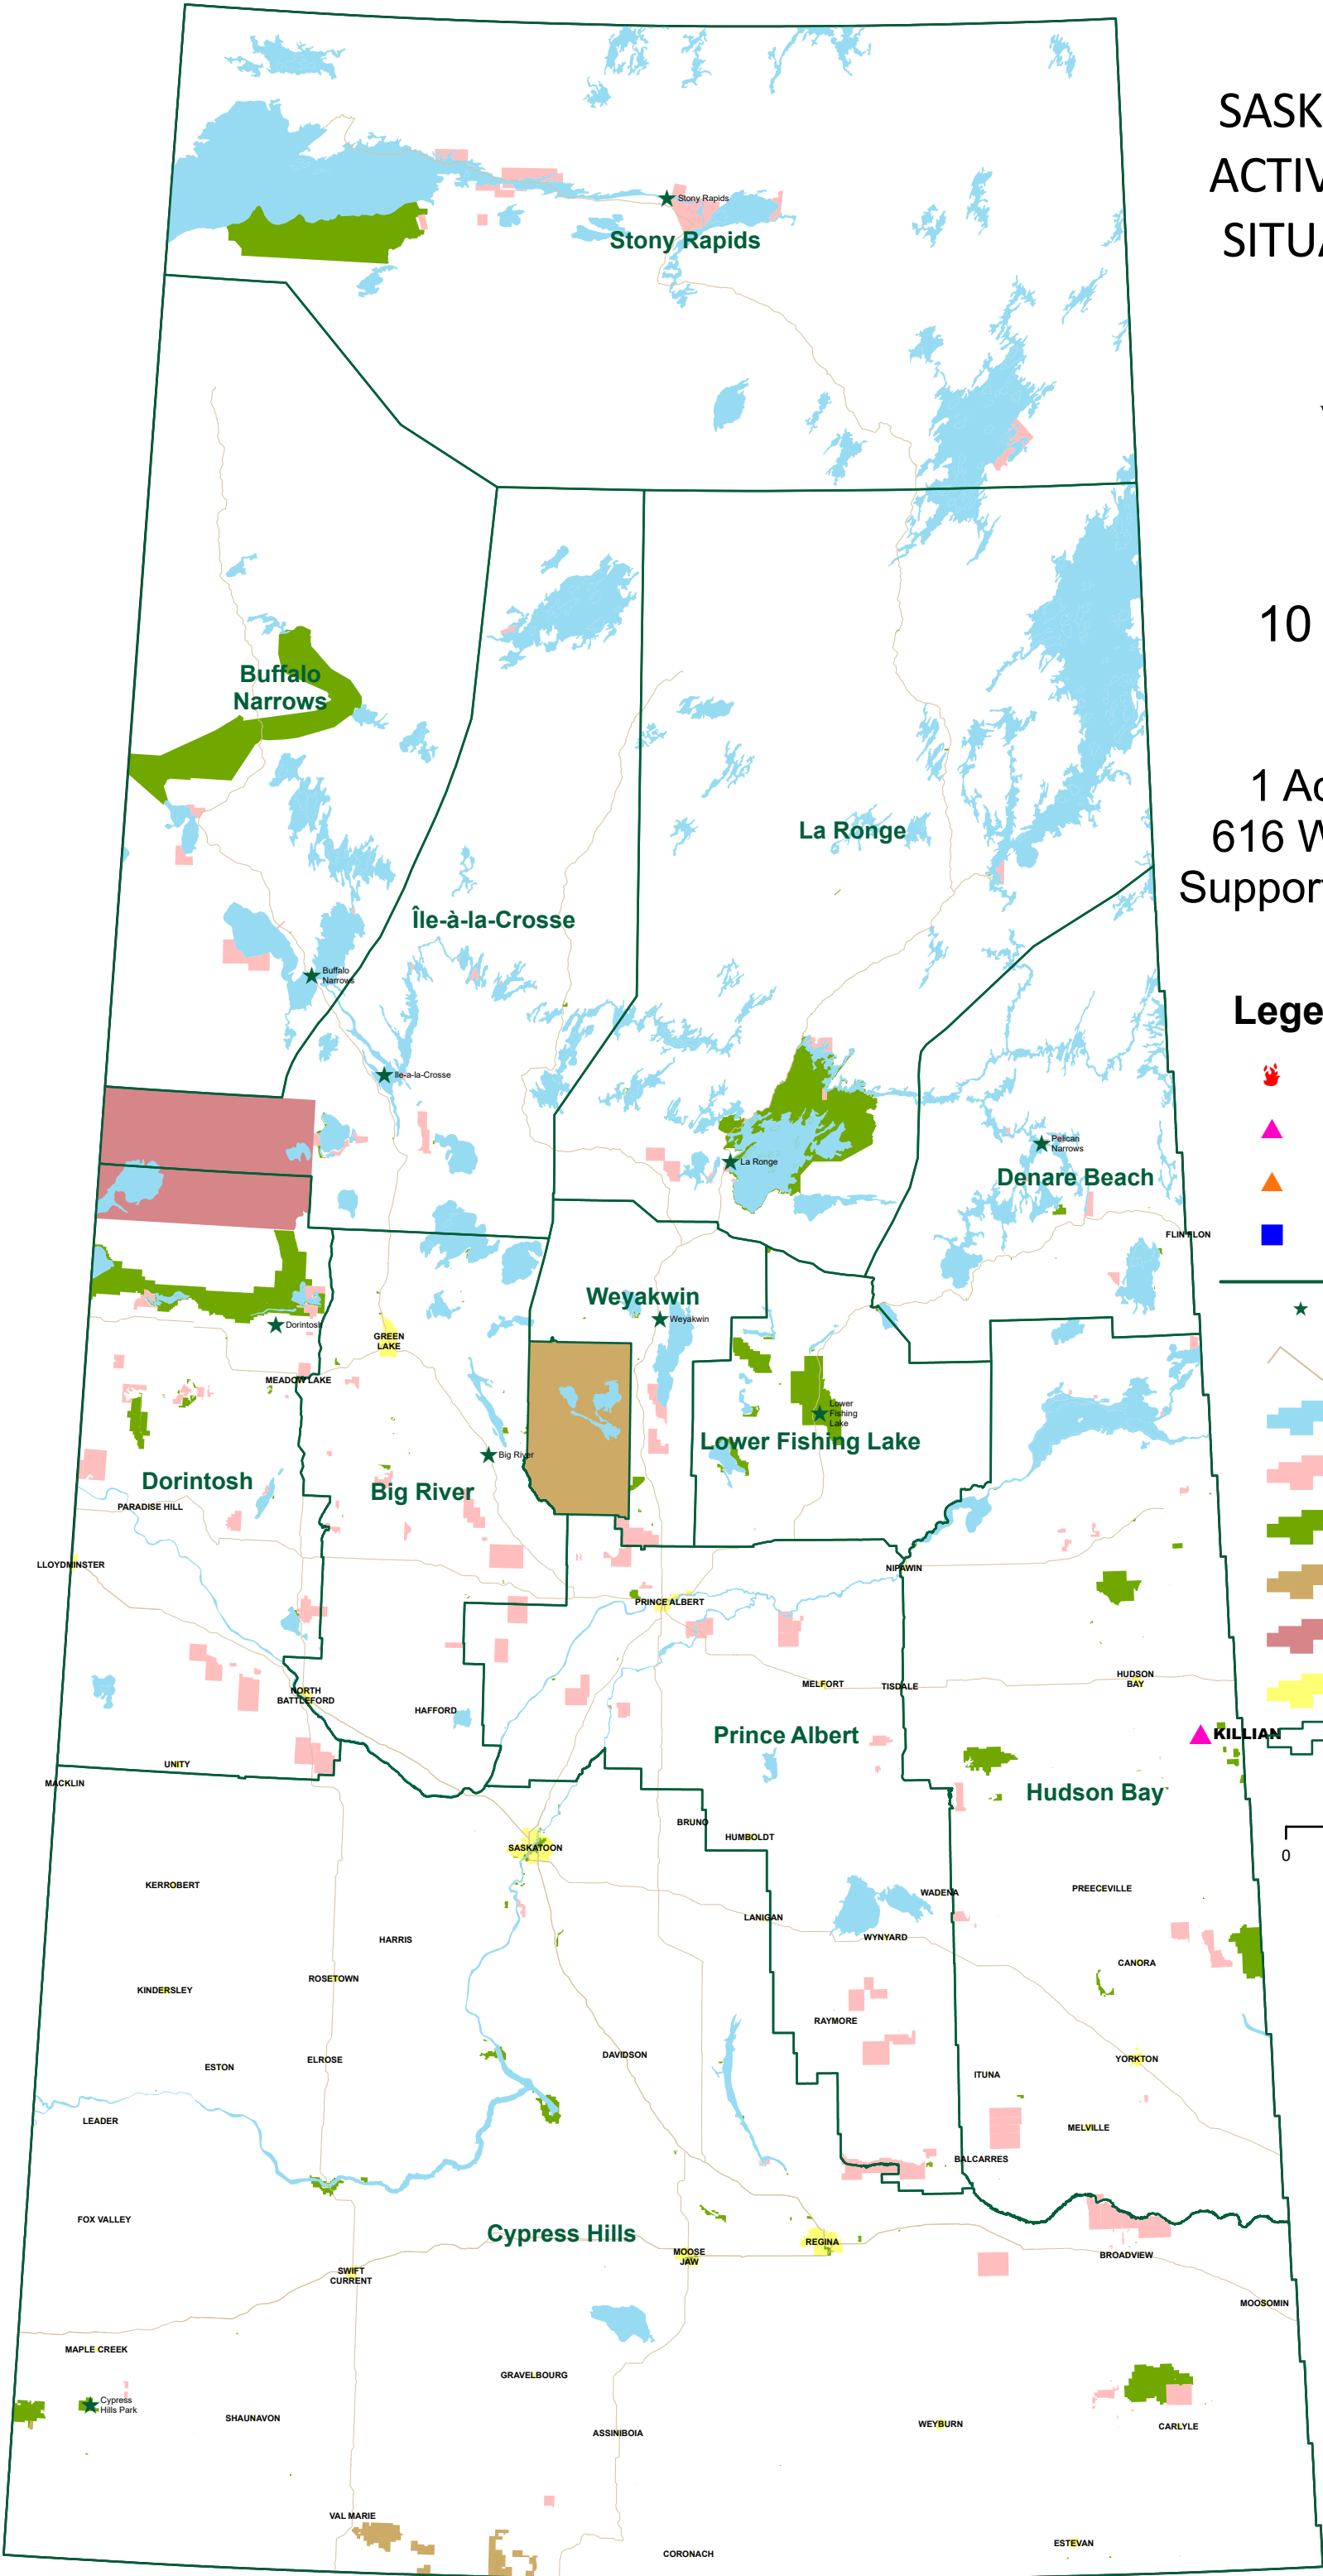 SASK
ACTIV
SITUA
10
1 Ac
616 W
Support
Lege
0
Stony Rapids
Stony Rapids
Buffalo
Narrows
La Ronge
Île-à-la-Crosse
Buffalo
Narrows
Ile-a-la-Crosse
Pelican
Narrows
La Ronge
Denare Beach
FLIN FLON
Weyakwin
Weyakwin
Dorintosh
GREEN
LAKE
MEADOW LAKE
Lower
Fishing
Lake
Lower Fishing Lake
Big River
Dorintosh
Big River
PARADISE HILL
LLOYDMINSTER
NIPAWIN
PRINCE ALBERT
HUDSON
BAY
MELFORT
TISDALE
NORTH
BATTLEFORD
HAFFORD
KILLIAN
Prince Albert
UNITY
MACKLIN
Hudson Bay
BRUNO
HUMBOLDT
SASKATOON
KERROBERT
PREECEVILLE
WADENA
LANIGAN
WYNYARD
HARRIS
CANORA
ROSETOWN
KINDERSLEY
RAYMORE
DAVIDSON
YORKTON
ELROSE
ESTON
ITUNA
LEADER
MELVILLE
BALCARRES
FOX VALLEY
Cypress Hills
REGINA
MOOSE
JAW
BROADVIEW
SWIFT
CURRENT
MOOSOMIN
MAPLE CREEK
GRAVELBOURG
Cypress
Hills Park
SHAUNAVON
WEYBURN
CARLYLE
ASSINIBOIA
VAL MARIE
ESTEVAN
CORONACH